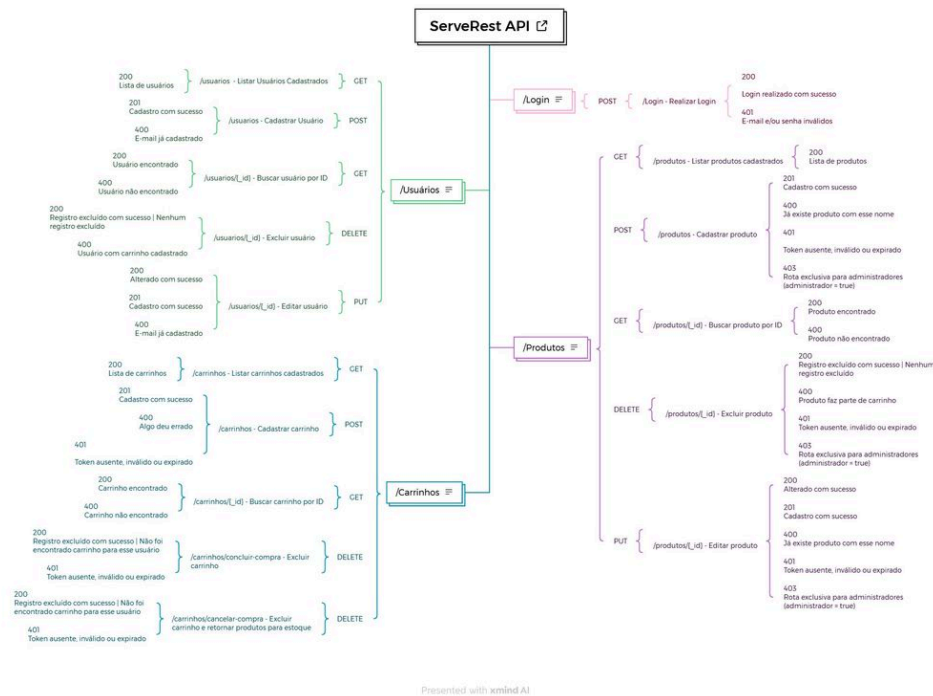 ServeRest API
/Usuários
GET
/usuarios - Listar Usuários Cadastrados
200
Lista de usuários
POST
/usuarios - Cadastrar Usuário
201
Cadastro com sucesso
400
E-mail já cadastrado
GET
/usuarios/[_id] - Buscar usuário por ID
200
Usuário encontrado
400
Usuário não encontrado
DELETE
/usuarios/[_id] - Excluir usuário
200
Registro excluído com sucesso | Nenhum
registro excluído
400
Usuário com carrinho cadastrado
PUT
/usuarios/[_id] - Editar usuário
200
Alterado com sucesso
201
Cadastro com sucesso
400
E-mail já cadastrado
/Carrinhos
GET
/carrinhos - Listar carrinhos cadastrados
200
Lista de carrinhos
POST
/carrinhos - Cadastrar carrinho
201
Cadastro com sucesso
400
Algo deu errado
401
Token ausente, inválido ou expirado
GET
/carrinhos/[_id] - Buscar carrinho por ID
200
Carrinho encontrado
400
Carrinho não encontrado
DELETE
/carrinhos/concluir-compra - Excluir
carrinho
200
Registro excluído com sucesso | Não foi
encontrado carrinho para esse usuário
401
Token ausente, inválido ou expirado
DELETE
/carrinhos/cancelar-compra - Excluir
carrinho e retornar produtos para estoque
200
Registro excluído com sucesso | Não foi
encontrado carrinho para esse usuário
401
Token ausente, inválido ou expirado
/Login
POST
/Login - Realizar Login
200
Login realizado com sucesso
401
E-mail e/ou senha inválidos
/Produtos
GET
/produtos - Listar produtos cadastrados
200
Lista de produtos
POST
/produtos - Cadastrar produto
201
Cadastro com sucesso
400
Já existe produto com esse nome
401
Token ausente, inválido ou expirado
403
Rota exclusiva para administradores
(administrador = true)
GET
/produtos/[_id] - Buscar produto por ID
200
Produto encontrado
400
Produto não encontrado
DELETE
/produtos/[_id] - Excluir produto
200
Registro excluído com sucesso | Nenhum
registro excluído
400
Produto faz parte de carrinho
401
Token ausente, inválido ou expirado
403
Rota exclusiva para administradores
(administrador = true)
PUT
/produtos/[_id] - Editar produto
200
Alterado com sucesso
201
Cadastro com sucesso
400
Já existe produto com esse nome
401
Token ausente, inválido ou expirado
403
Rota exclusiva para administradores
(administrador = true)
Presented with xmind AI